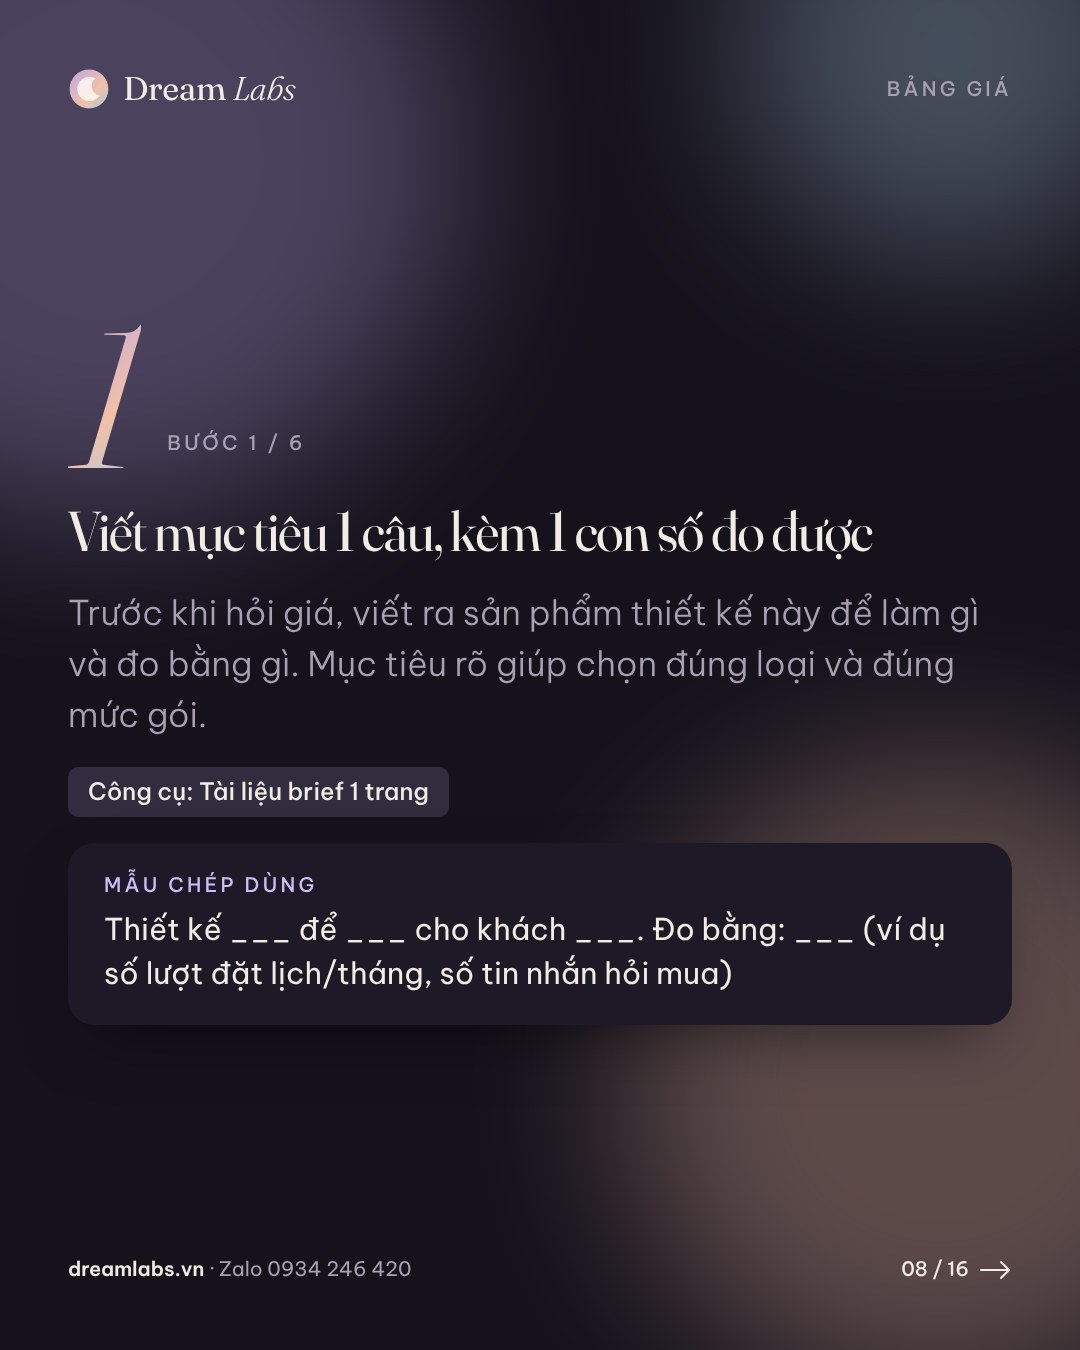 Dream Labs
BẢNG GIÁ
1
BƯỚC 1 / 6
Viết mục tiêu 1 câu, kèm 1 con số đo được
Trước khi hỏi giá, viết ra sản phẩm thiết kế này để làm gì
và đo bằng gì. Mục tiêu rõ giúp chọn đúng loại và đúng
mức gói.
Công cụ: Tài liệu brief 1 trang
MẪU CHÉP DÙNG
Thiết kế ___ để ___ cho khách ___. Đo bằng: ___ (ví dụ
số lượt đặt lịch/tháng, số tin nhắn hỏi mua)
dreamlabs.vn · Zalo 0934 246 420
08 / 16 →